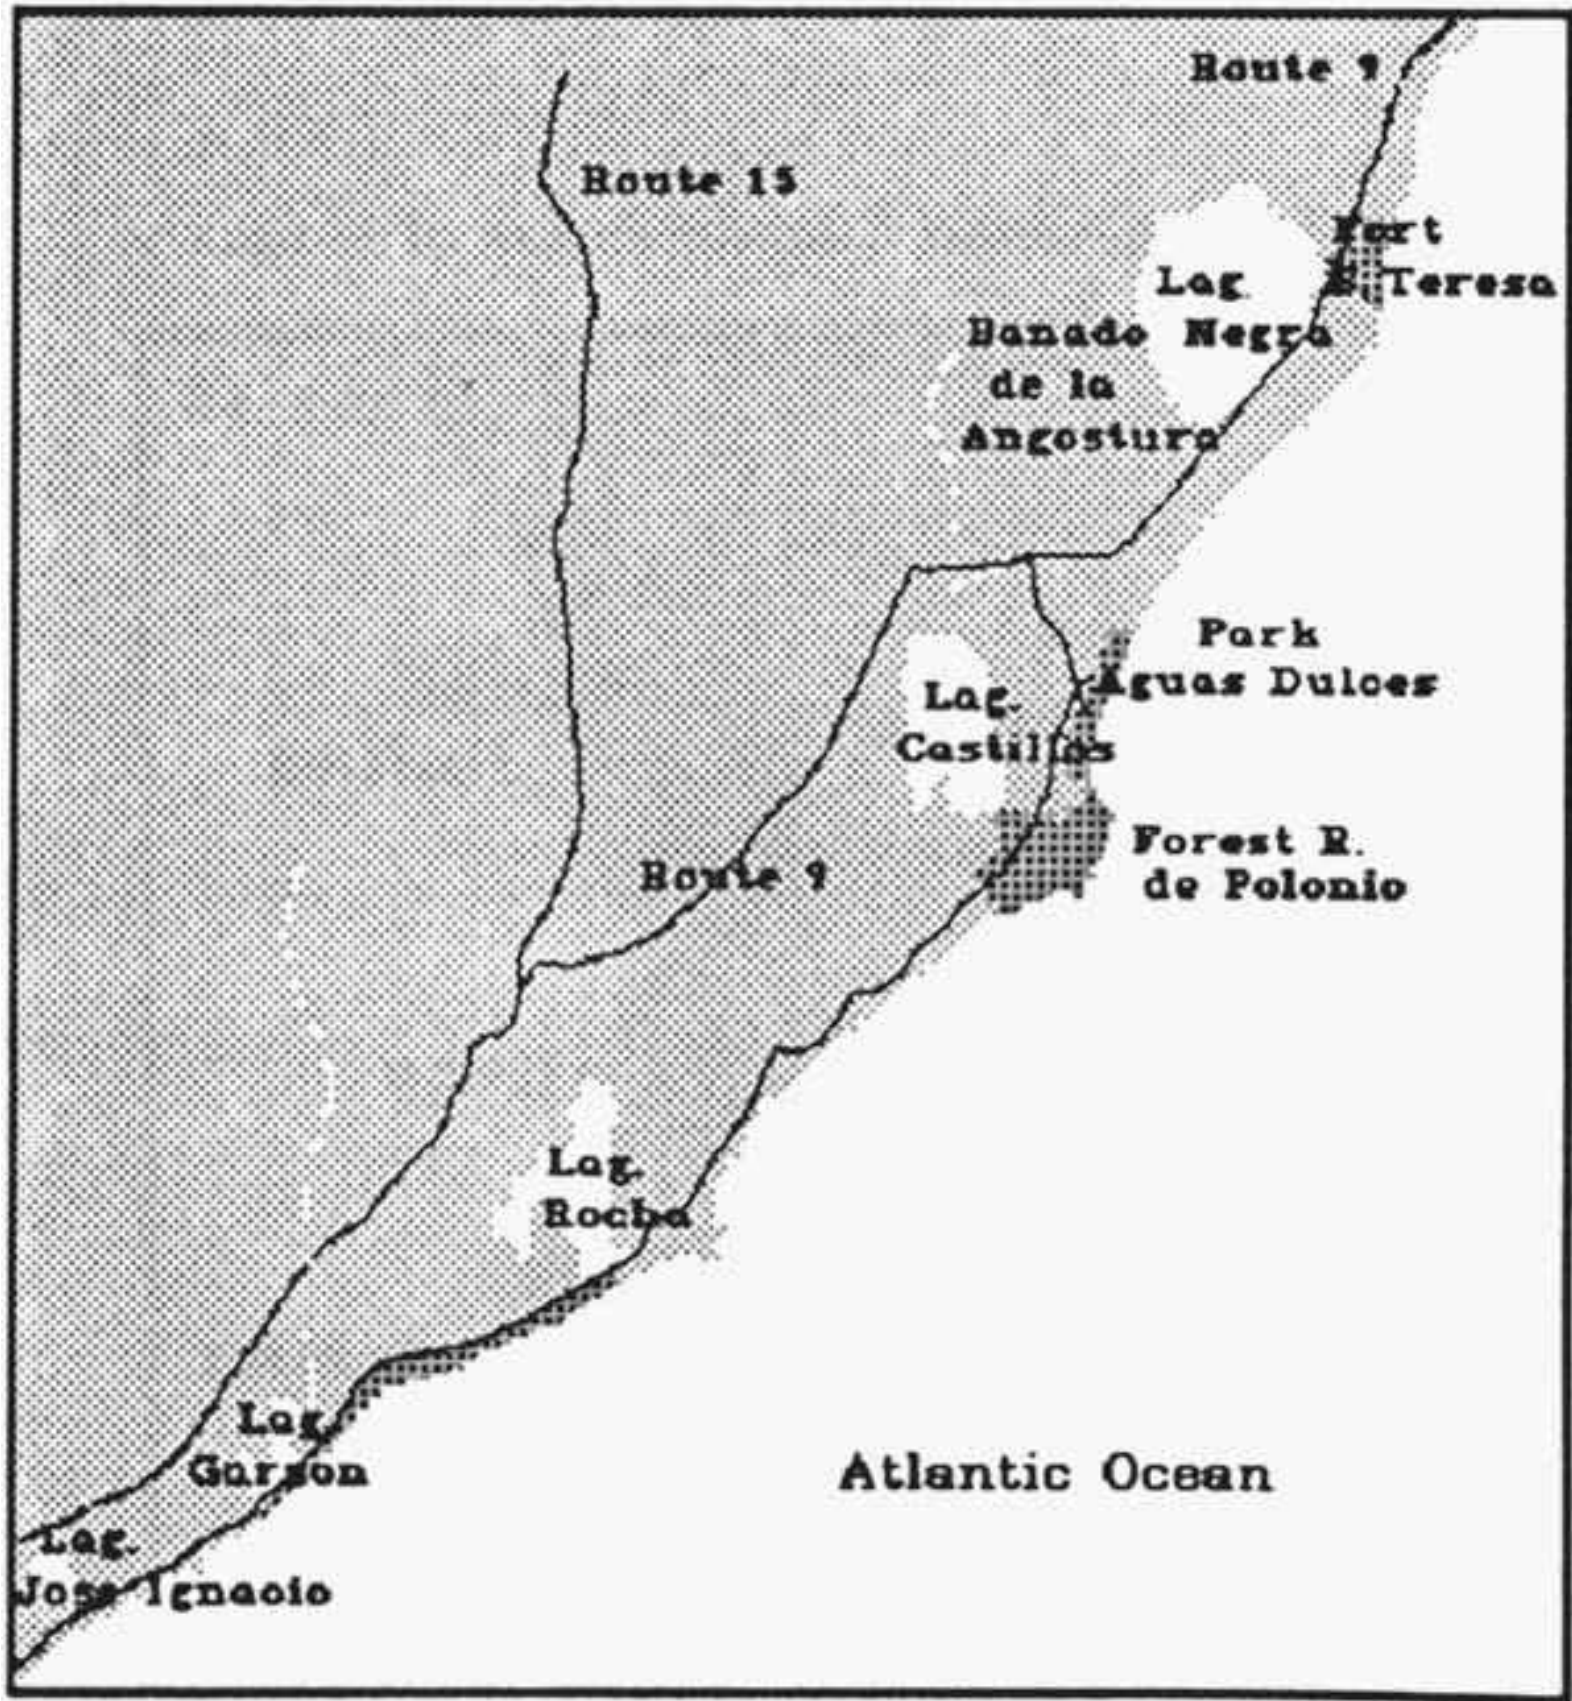 Route 9
Route 15
Fort
S. Teresa
Lag.
Negra
Banado
de la
Angostura
Park
Aguas Dulces
Lag.
Castillos
Forest R.
de Polonio
Route 9
Lag.
Rocha
Lag.
Garson
Atlantic Ocean
Lag.
Jose Ignacio